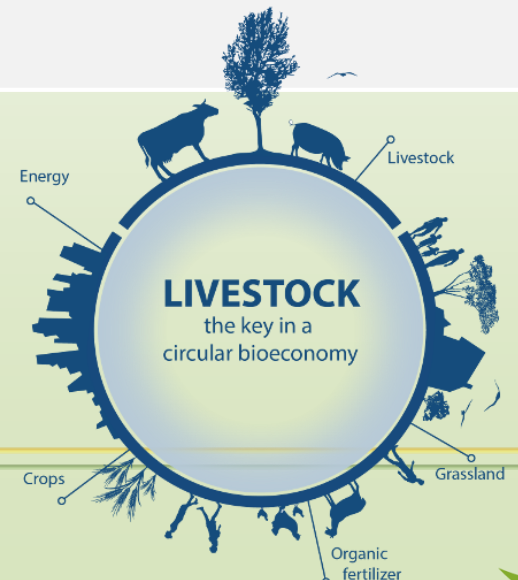 Livestock
Energy
LIVESTOCK
the key in a
circular bioeconomy
Grassland
Crops
Organic
fertilizer